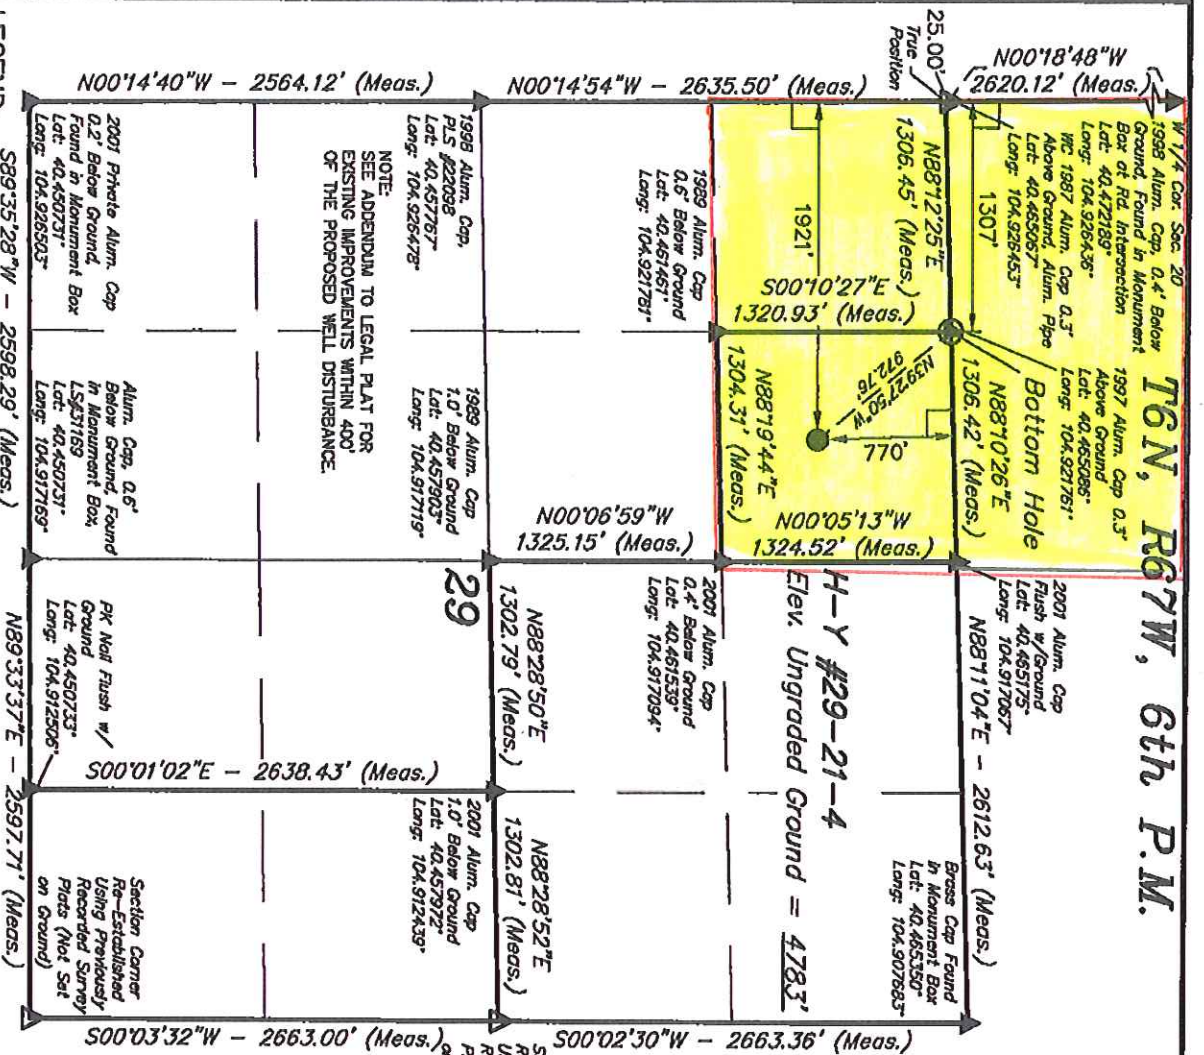 T6N, R67W, 6th P.M.
N00°18'48"W
2620.12' (Meas.)
W 1/4 Cor. Sec. 20
1998 Alum. Cap, 0.4' Below
Ground, Found in Monument
Box at Rd. Intersection
Lat: 40.472789°
Long: 104.926436°
25.00'
True
Position
WC 1987 Alum. Cap 0.3'
Above Ground, Alum. Pipe
Lat: 40.465067°
Long: 104.926453°
1307'
1997 Alum. Cap 0.3'
Above Ground
Lat: 40.465086°
Long: 104.921761°
Bottom Hole
2001 Alum. Cap
Flush w/Ground
Lat: 40.465175°
Long: 104.917067°
Brass Cap Found
in Monument Box
Lat: 40.465350°
Long: 104.907683°
N88°12'25"E
1306.45' (Meas.)
N88°10'26"E
1306.42' (Meas.)
N88°11'04"E - 2612.63' (Meas.)
N00°14'54"W - 2635.50' (Meas.)
1921'
S00°10'27"E
1320.93' (Meas.)
N39°27'50"W
972.76'
770'
N00°05'13"W
1324.52' (Meas.)
H-Y #29-21-4
Elev. Ungraded Ground = 4783'
N88°19'44"E
1304.31' (Meas.)
1989 Alum. Cap
0.6' Below Ground
Lat: 40.461461°
Long: 104.921781°
2001 Alum. Cap
0.4' Below Ground
Lat: 40.461539°
Long: 104.917094°
N00°06'59"W
1325.15' (Meas.)
S00°02'30"W - 2663.36' (Meas.)
29
N88°28'50"E
1302.79' (Meas.)
N88°28'52"E
1302.81' (Meas.)
1998 Alum. Cap,
PLS #22098
Lat: 40.457767°
Long: 104.926478°
1989 Alum. Cap
1.0' Below Ground
Lat: 40.457903°
Long: 104.917719°
2001 Alum. Cap
1.0' Below Ground
Lat: 40.457972°
Long: 104.912439°
NOTE:
SEE ADDENDUM TO LEGAL PLAT FOR
EXISTING IMPROVEMENTS WITHIN 400'
OF THE PROPOSED WELL DISTURBANCE.
N00°14'40"W - 2564.12' (Meas.)
S00°01'02"E - 2638.43' (Meas.)
S00°03'32"W - 2663.00' (Meas.)
2001 Private Alum. Cap
0.2' Below Ground,
Found in Monument Box
Lat: 40.450731°
Long: 104.926503°
Alum. Cap, 0.6'
Below Ground, Found
in Monument Box,
LS#31169
Lat: 40.450731°
Long: 104.917169°
PK Nail Flush w/
Ground
Lat: 40.450733°
Long: 104.912506°
Section Corner
Re-Established
Using Previously
Recorded Survey
Plats (Not Set
on Ground)
S89°35'28"W - 2598.29' (Meas.)
N89°33'37"E - 2597.71' (Meas.)